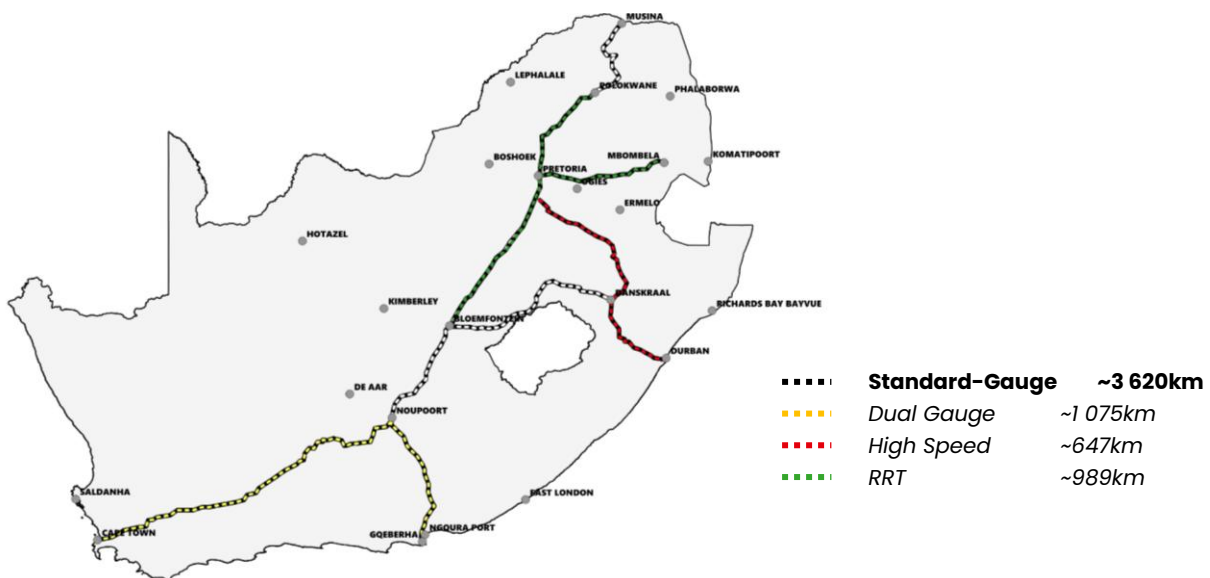 MUSINA
LEPHALALE
POLOKWANE
PHALABORWA
BOSHOEK
MBOMBELA
KOMATIPOORT
PRETORIA
OGIES
ERMELO
HOTAZEL
DANSKRAAL
KIMBERLEY
RICHARDS BAY BAYVUE
BLOEMFONTEIN
DURBAN
DE AAR
NOUPOORT
SALDANHA
EAST LONDON
CAPE TOWN
GQEBERHA
NGQURA PORT
Standard-Gauge ~3 620km
Dual Gauge ~1 075km
High Speed ~647km
RRT ~989km